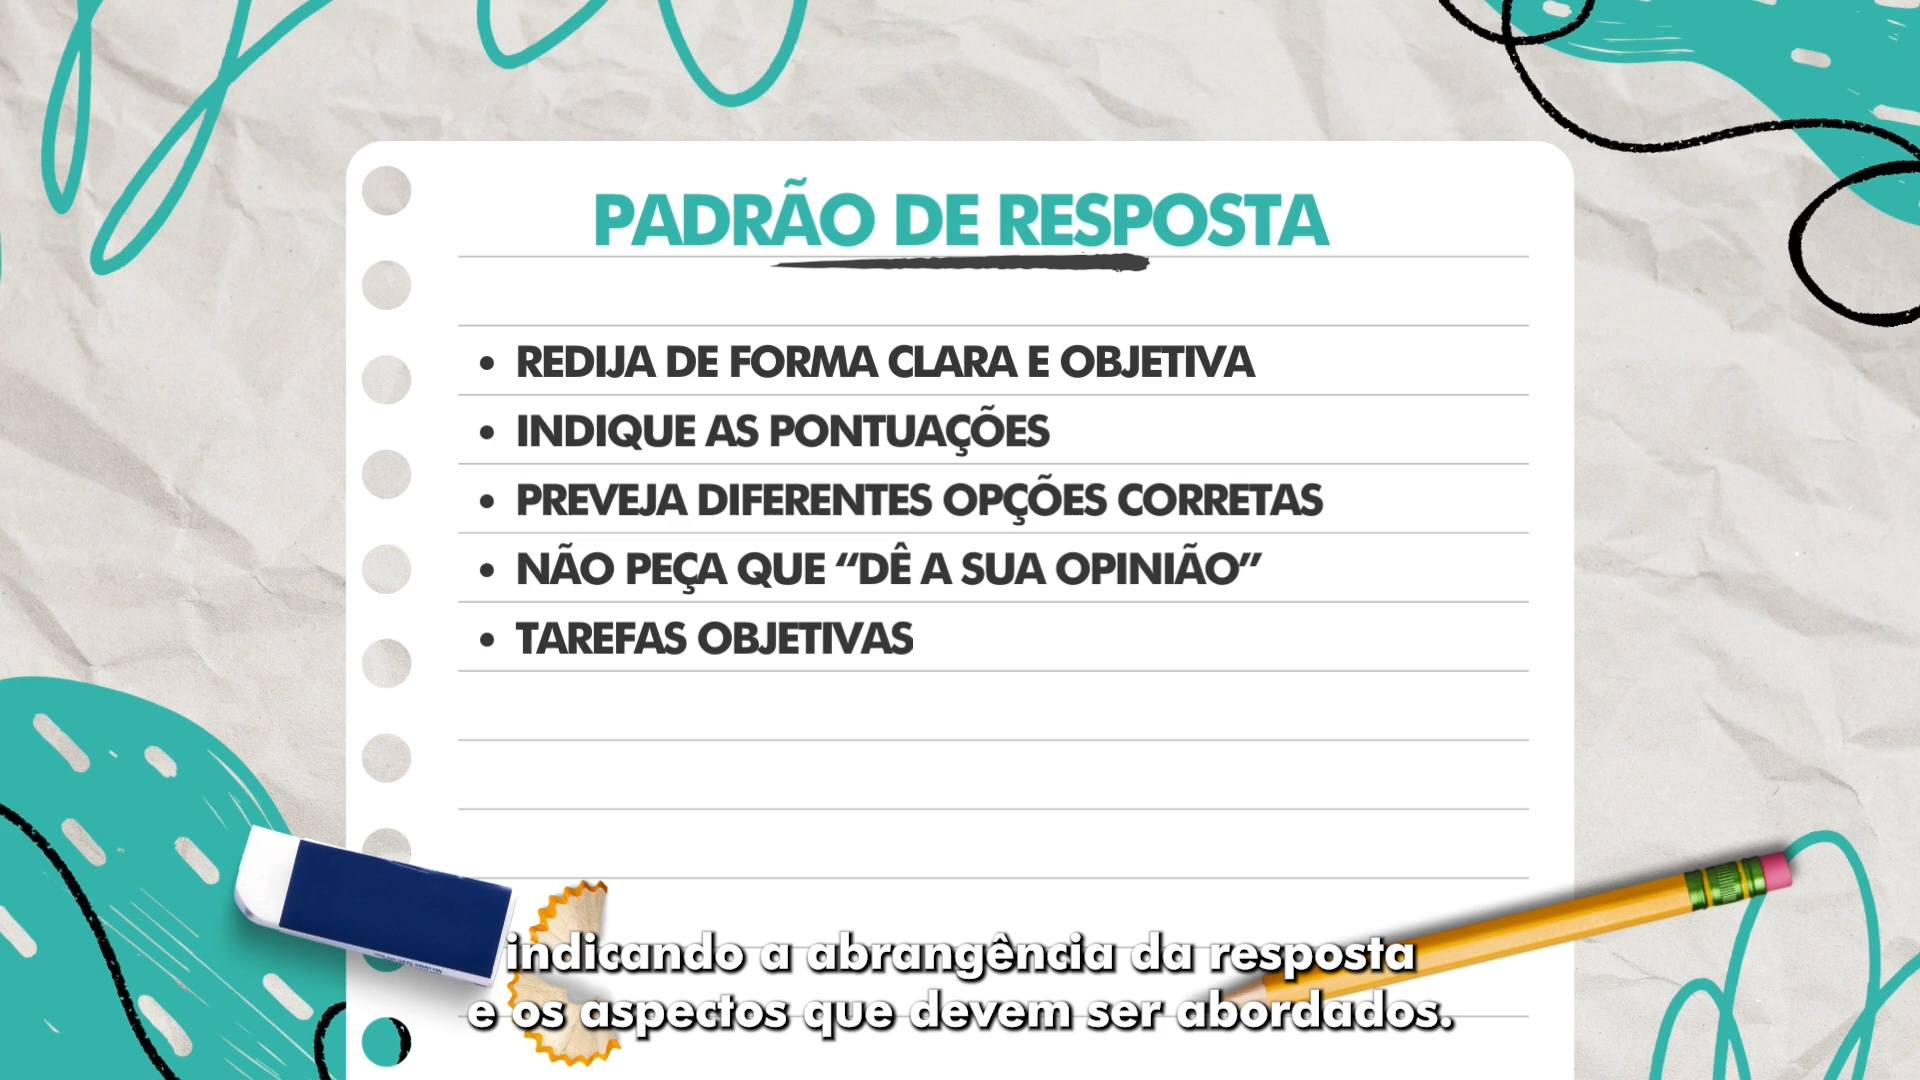 PADRÃO DE RESPOSTA
• REDIJA DE FORMA CLARA E OBJETIVA
• INDIQUE AS PONTUAÇÕES
• PREVEJA DIFERENTES OPÇÕES CORRETAS
• NÃO PEÇA QUE “DÊ A SUA OPINIÃO”
• TAREFAS OBJETIVAS
indicando a abrangência da resposta
e os aspectos que devem ser abordados.